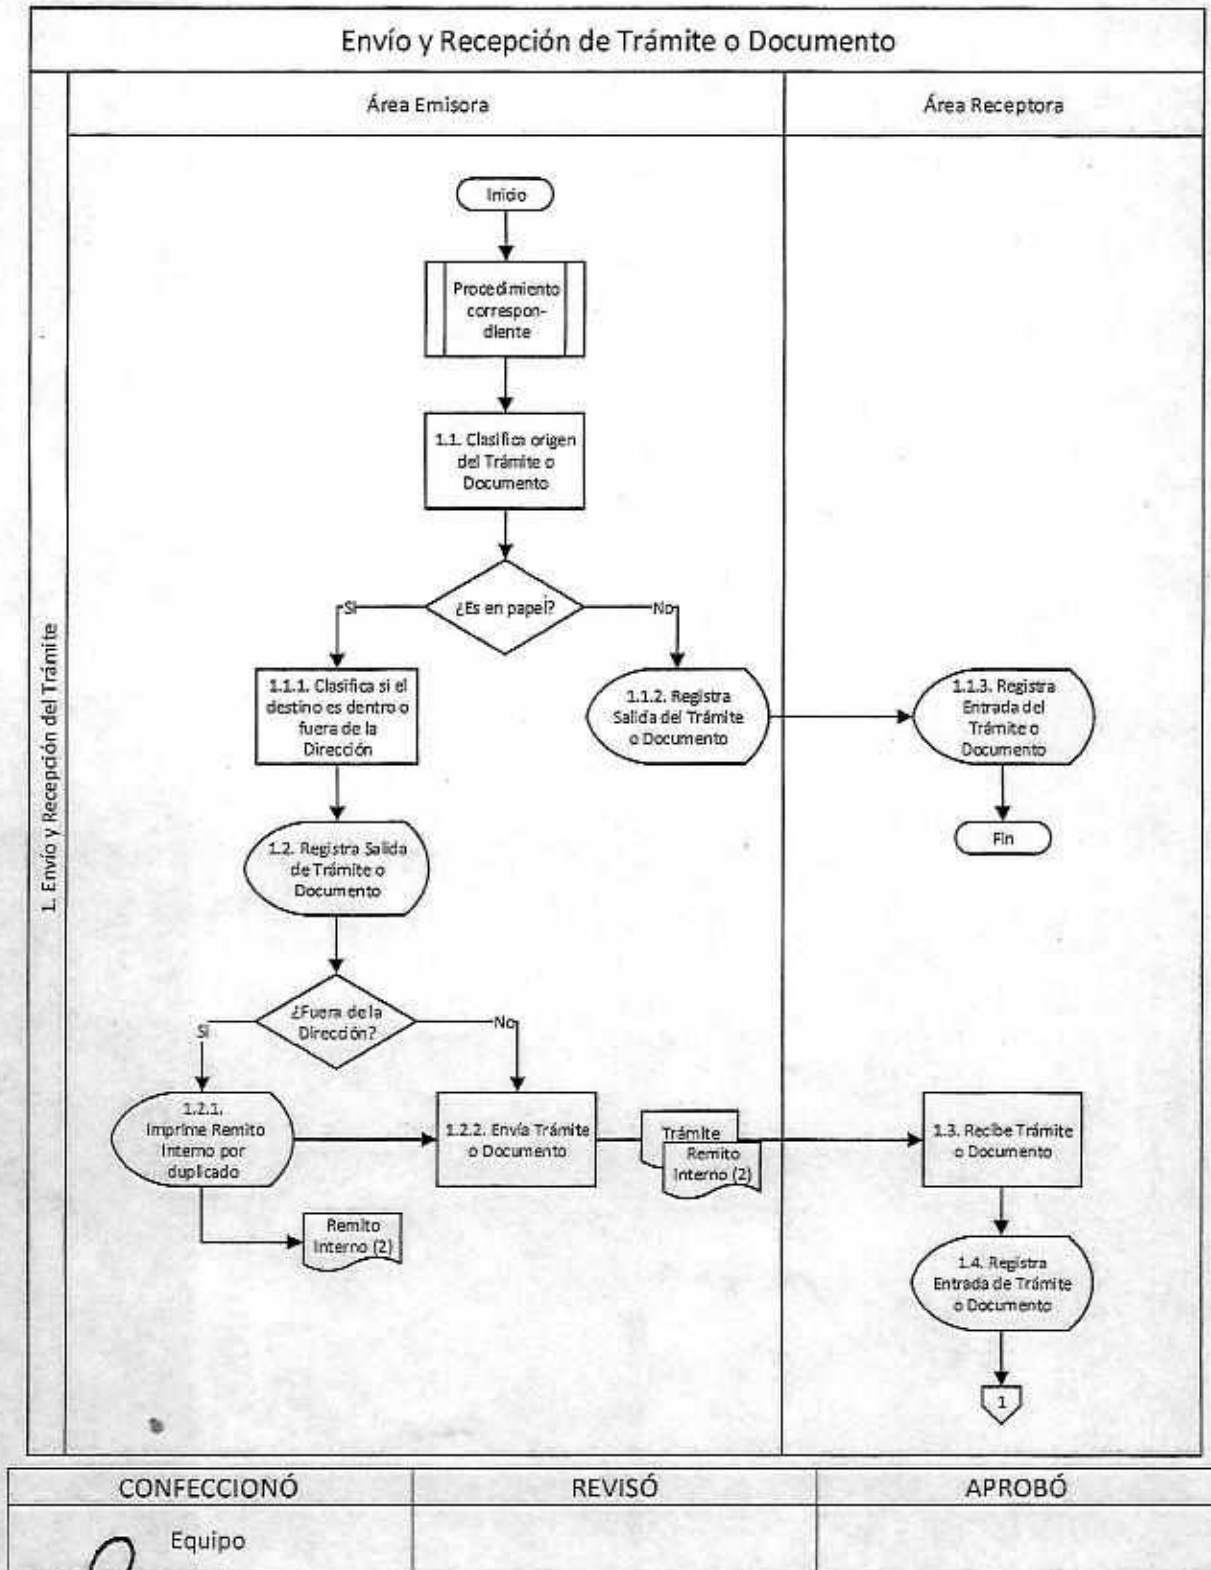 Envío y Recepción de Trámite o Documento
Área Emisora
Área Receptora
1. Envío y Recepción del Trámite
Inicio
Procedimiento
correspon-
diente
1.1. Clasifica origen
del Trámite o
Documento
¿Es en papel?
Si
No
1.1.1. Clasifica si el
destino es dentro o
fuera de la
Dirección
1.1.2. Registra
Salida del Trámite
o Documento
1.1.3. Registra
Entrada del
Trámite o
Documento
Fin
1.2. Registra Salida
de Trámite o
Documento
¿Fuera de la
Dirección?
Si
No
1.2.1.
Imprime Remito
Interno por
duplicado
1.2.2. Envía Trámite
o Documento
Trámite
Remito
Interno (2)
1.3. Recibe Trámite
o Documento
Remito
Interno (2)
1.4. Registra
Entrada de Trámite
o Documento
1
CONFECCIONÓ
REVISÓ
APROBÓ
Equipo